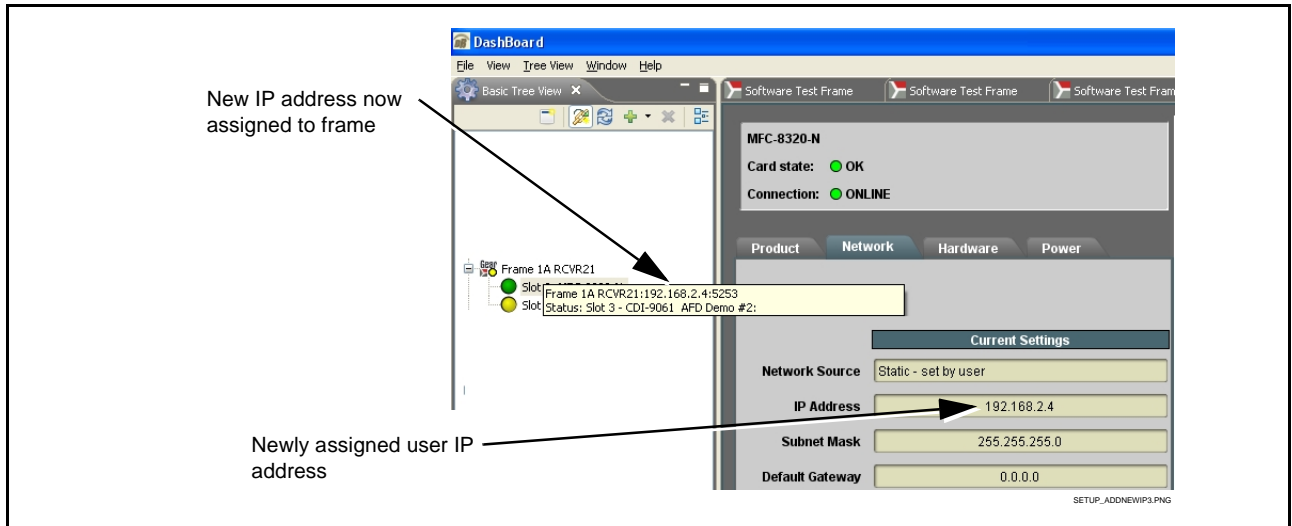 New IP address now
assigned to frame
DashBoard
File View Tree View Window Help
Basic Tree View
Software Test Frame
Software Test Frame
Software Test Fram
MFC-8320-N
Card state: OK
Connection: ONLINE
Product Network Hardware Power
Frame 1A RCVR21
Slot
Frame 1A RCVR21:192.168.2.4:5253
Slot
Status: Slot 3 - CDI-9061 AFD Demo #2:
Current Settings
Network Source Static - set by user
IP Address 192.168.2.4
Newly assigned user IP
address
Subnet Mask 255.255.255.0
Default Gateway 0.0.0.0
SETUP_ADDNEWIP3.PNG